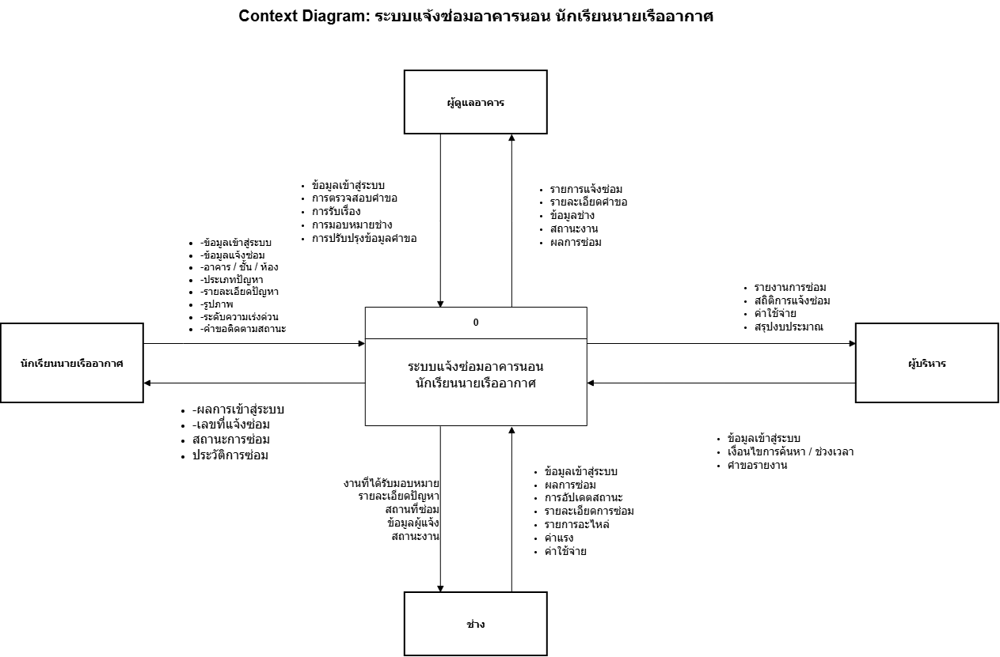 Context Diagram: ระบบแจ้งซ่อมอาคารนอน นักเรียนนายเรืออากาศ
ผู้ดูแลอาคาร
• ข้อมูลเข้าสู่ระบบ
• การตรวจสอบคำขอ
• การรับเรื่อง
• การมอบหมายช่าง
• การปรับปรุงข้อมูลคำขอ
• รายการแจ้งซ่อม
• รายละเอียดคำขอ
• ข้อมูลช่าง
• สถานะงาน
• ผลการซ่อม
• -ข้อมูลเข้าสู่ระบบ
• -ข้อมูลแจ้งซ่อม
• -อาคาร / ชั้น / ห้อง
• -ประเภทปัญหา
• -รายละเอียดปัญหา
• -รูปภาพ
• -ระดับความเร่งด่วน
• -คำขอติดตามสถานะ
• รายงานการซ่อม
• สถิติการแจ้งซ่อม
• ค่าใช้จ่าย
• สรุปงบประมาณ
0
นักเรียนนายเรืออากาศ
ระบบแจ้งซ่อมอาคารนอน
นักเรียนนายเรืออากาศ
ผู้บริหาร
• -ผลการเข้าสู่ระบบ
• -เลขที่แจ้งซ่อม
• สถานะการซ่อม
• ประวัติการซ่อม
• ข้อมูลเข้าสู่ระบบ
• เงื่อนไขการค้นหา / ช่วงเวลา
• คำขอรายงาน
งานที่ได้รับมอบหมาย
รายละเอียดปัญหา
สถานที่ซ่อม
ข้อมูลผู้แจ้ง
สถานะงาน
• ข้อมูลเข้าสู่ระบบ
• ผลการซ่อม
• การอัปเดตสถานะ
• รายละเอียดการซ่อม
• รายการอะไหล่
• ค่าแรง
• ค่าใช้จ่าย
ช่าง